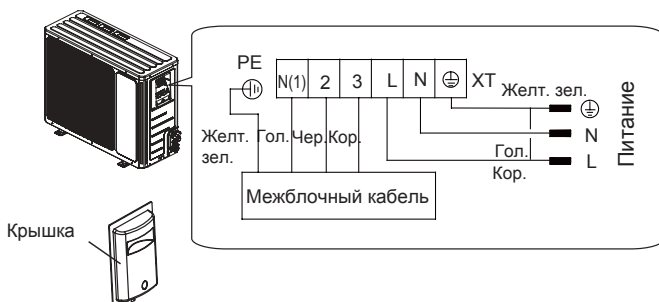 PE
N(1) 2 3 L N XT
Желт. зел.
Желт. зел.
Гол. Чер. Кор.
N
Гол.
Кор.
L
Питание
Межблочный кабель
Крышка